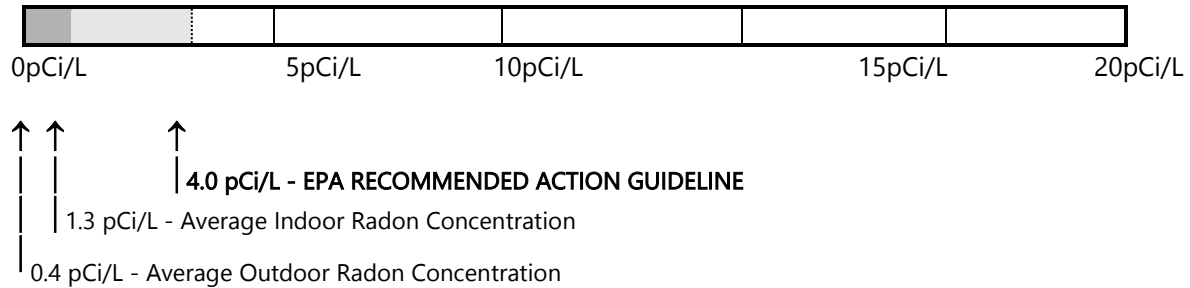 0pCi/L 5pCi/L 10pCi/L 15pCi/L 20pCi/L
4.0 pCi/L - EPA RECOMMENDED ACTION GUIDELINE
1.3 pCi/L - Average Indoor Radon Concentration
0.4 pCi/L - Average Outdoor Radon Concentration